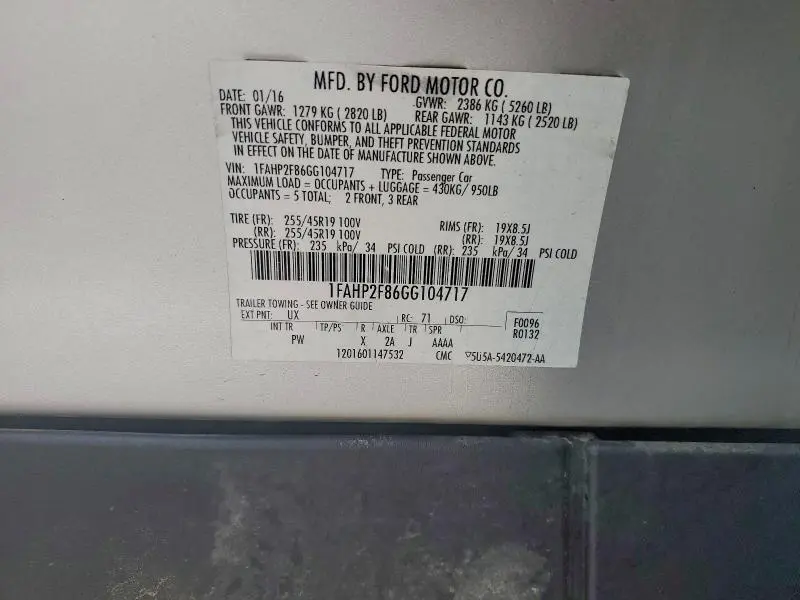 MFD. BY FORD MOTOR CO.
DATE: 01/16 GVWR: 2386 KG ( 5260 LB)
FRONT GAWR: 1279 KG ( 2820 LB) REAR GAWR: 1143 KG ( 2520 LB)
THIS VEHICLE CONFORMS TO ALL APPLICABLE FEDERAL MOTOR
VEHICLE SAFETY, BUMPER, AND THEFT PREVENTION STANDARDS
IN EFFECT ON THE DATE OF MANUFACTURE SHOWN ABOVE.
VIN: 1FAHP2F86GG104717 TYPE: Passenger Car
MAXIMUM LOAD = OCCUPANTS + LUGGAGE = 430KG/ 950LB
OCCUPANTS = 5 TOTAL; 2 FRONT, 3 REAR
TIRE (FR): 255/45R19 100V RIMS (FR): 19X8.5J
(RR): 255/45R19 100V (RR): 19X8.5J
PRESSURE (FR): 235 kPa/ 34 PSI COLD (RR): 235 kPa/ 34 PSI COLD
1FAHP2F86GG104717
TRAILER TOWING - SEE OWNER GUIDE
EXT PNT: UX RC: 71 DSO: F0096
INT TR TP/PS R AXLE TR SPR R0132
PW X 2A J AAAA
1201601147532 CMC 5U5A-5420472-AA